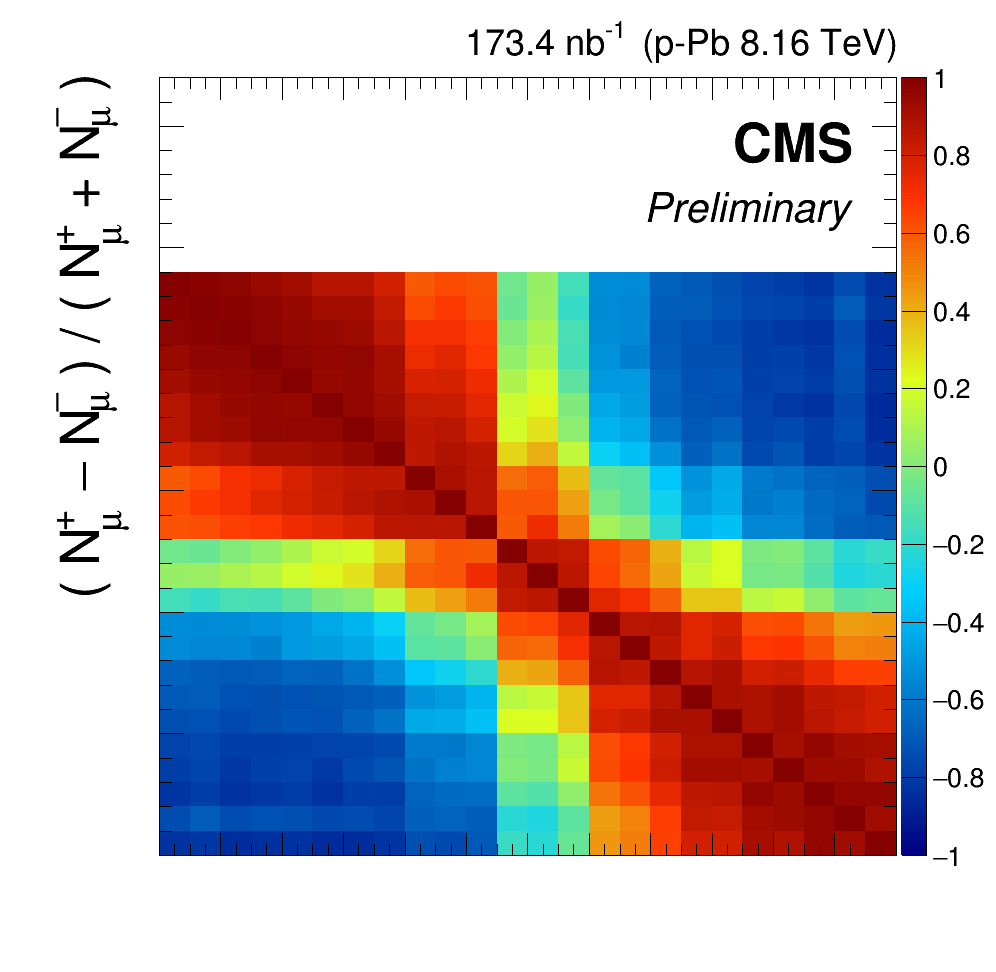 173.4 nb⁻¹ (p-Pb 8.16 TeV)
( N⁺μ − N⁻μ ) / ( N⁺μ + N⁻μ )
CMS
Preliminary
1
0.8
0.6
0.4
0.2
0
−0.2
−0.4
−0.6
−0.8
−1